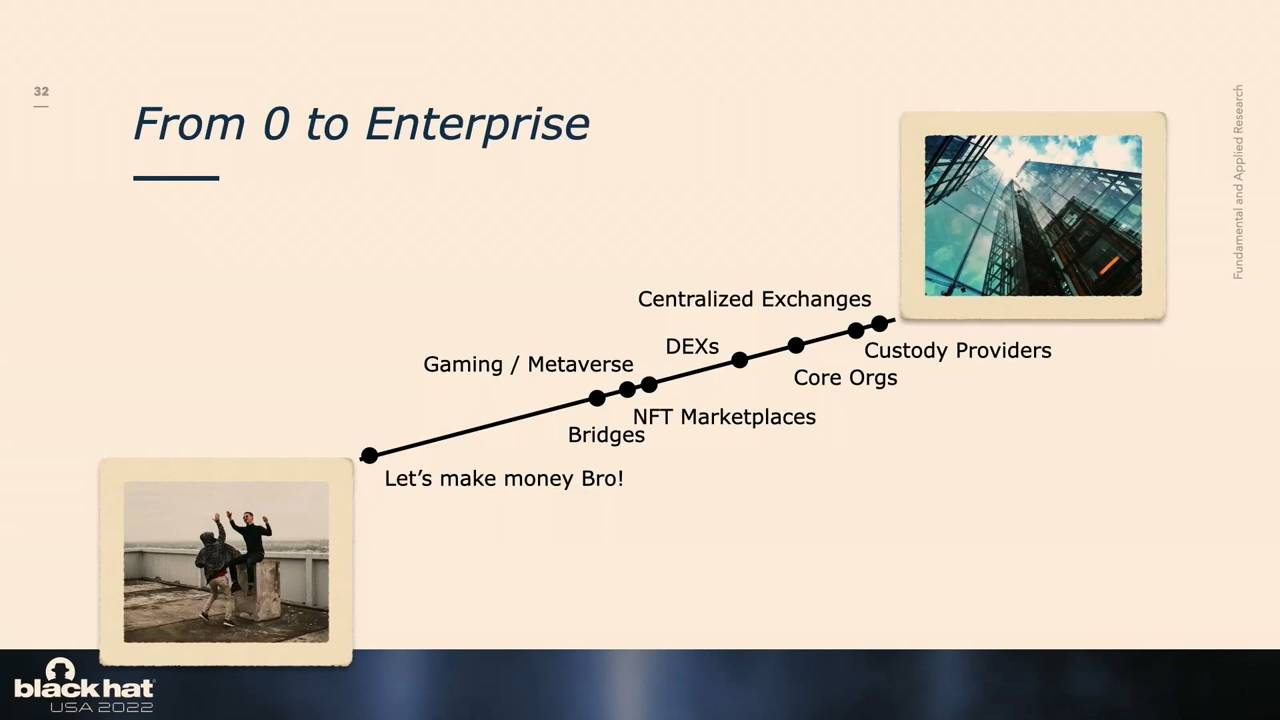 32
From 0 to Enterprise
Fundamental and Applied Research
Centralized Exchanges
DEXs
Custody Providers
Gaming / Metaverse
Core Orgs
NFT Marketplaces
Bridges
Let's make money Bro!
black hat
USA 2022